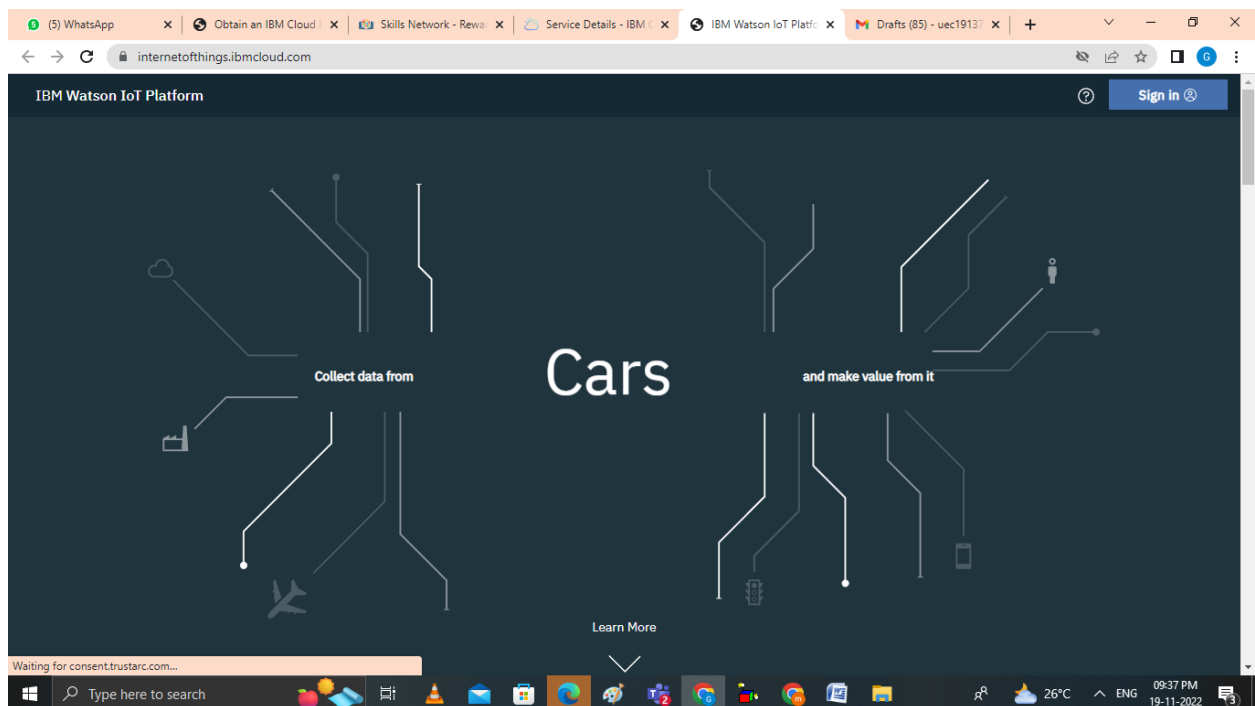 (5) WhatsApp
Obtain an IBM Cloud F
Skills Network - Rewa
Service Details - IBM C
IBM Watson IoT Platfo
Drafts (85) - uec19137
internetofthings.ibmcloud.com
G
IBM Watson IoT Platform
Sign in
Collect data from
Cars
and make value from it
Learn More
Waiting for consent.trustarc.com...
Type here to search
26°C
ENG
09:37 PM
19-11-2022
3